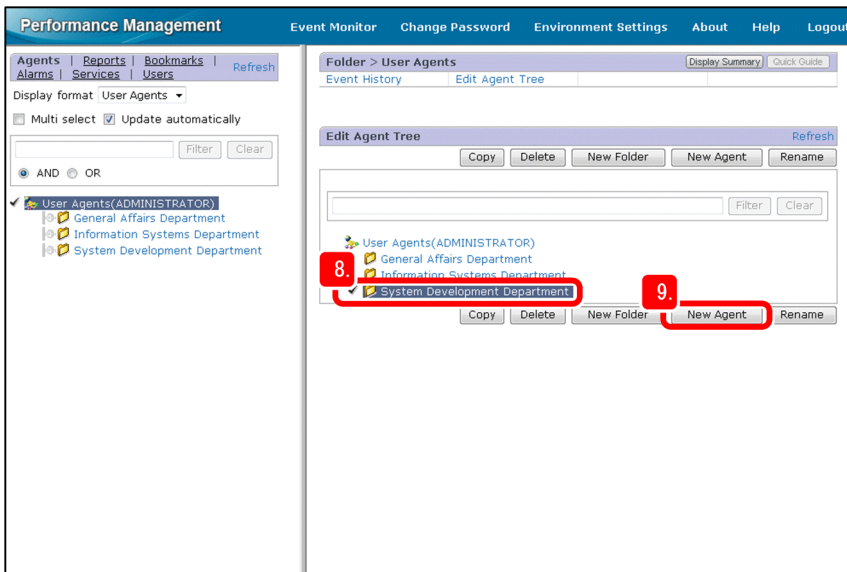 Performance Management
Event Monitor Change Password Environment Settings About Help Logout
Agents | Reports | Bookmarks |
Alarms | Services | Users
Refresh
Display format User Agents
Multi select Update automatically
Filter Clear
AND OR
User Agents(ADMINISTRATOR)
General Affairs Department
Information Systems Department
System Development Department
Folder > User Agents
Display Summary Quick Guide
Event History Edit Agent Tree
Edit Agent Tree Refresh
Copy Delete New Folder New Agent Rename
Filter Clear
User Agents(ADMINISTRATOR)
General Affairs Department
8.
Information Systems Department
System Development Department
9.
Copy Delete New Folder New Agent Rename